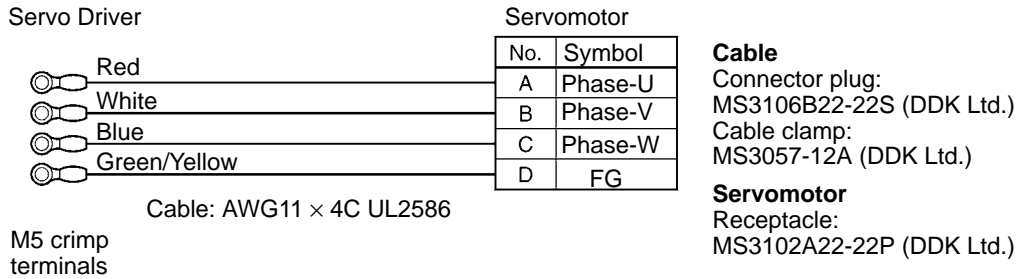 Servo Driver
Servomotor
No. Symbol
Red
A Phase-U
White
B Phase-V
Blue
C Phase-W
Green/Yellow
D FG
Cable: AWG11 × 4C UL2586
M5 crimp
terminals
Cable
Connector plug:
MS3106B22-22S (DDK Ltd.)
Cable clamp:
MS3057-12A (DDK Ltd.)
Servomotor
Receptacle:
MS3102A22-22P (DDK Ltd.)